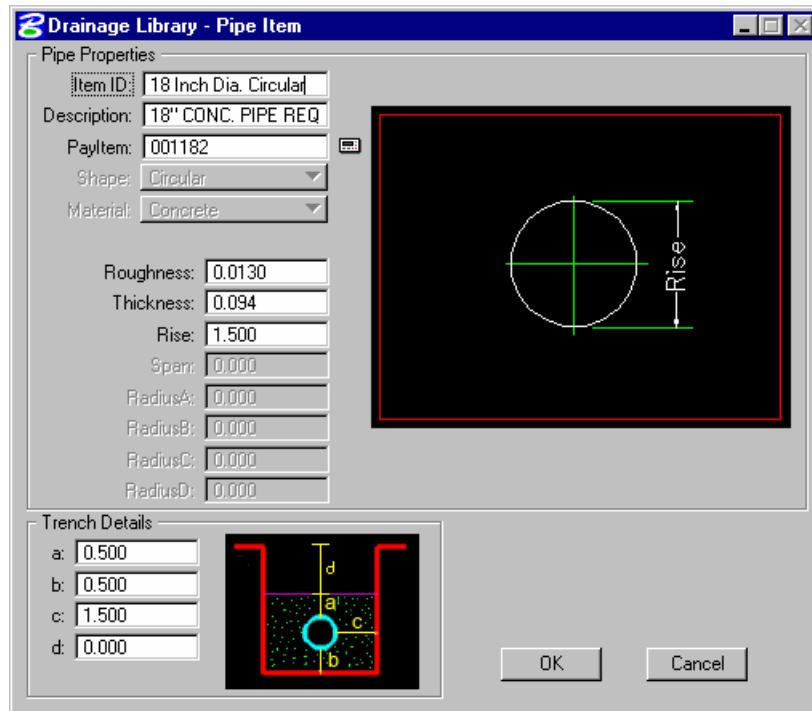 Drainage Library - Pipe Item
Pipe Properties
Item ID: 18 Inch Dia. Circular
Description: 18" CONC. PIPE REQ
PayItem: 001182
Shape: Circular
Material: Concrete
Roughness: 0.0130
Thickness: 0.094
Rise: 1.500
Span: 0.000
RadiusA: 0.000
RadiusB: 0.000
RadiusC: 0.000
RadiusD: 0.000
Rise
Trench Details
a: 0.500
b: 0.500
c: 1.500
d: 0.000
d
a
c
b
OK
Cancel